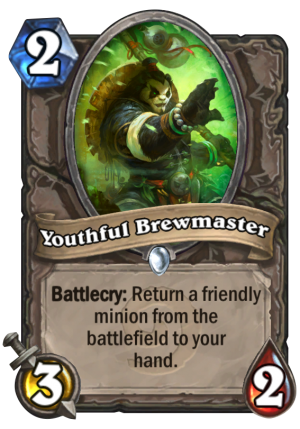 2
Youthful Brewmaster
Battlecry: Return a friendly
minion from the
battlefield to your
hand.
3
2